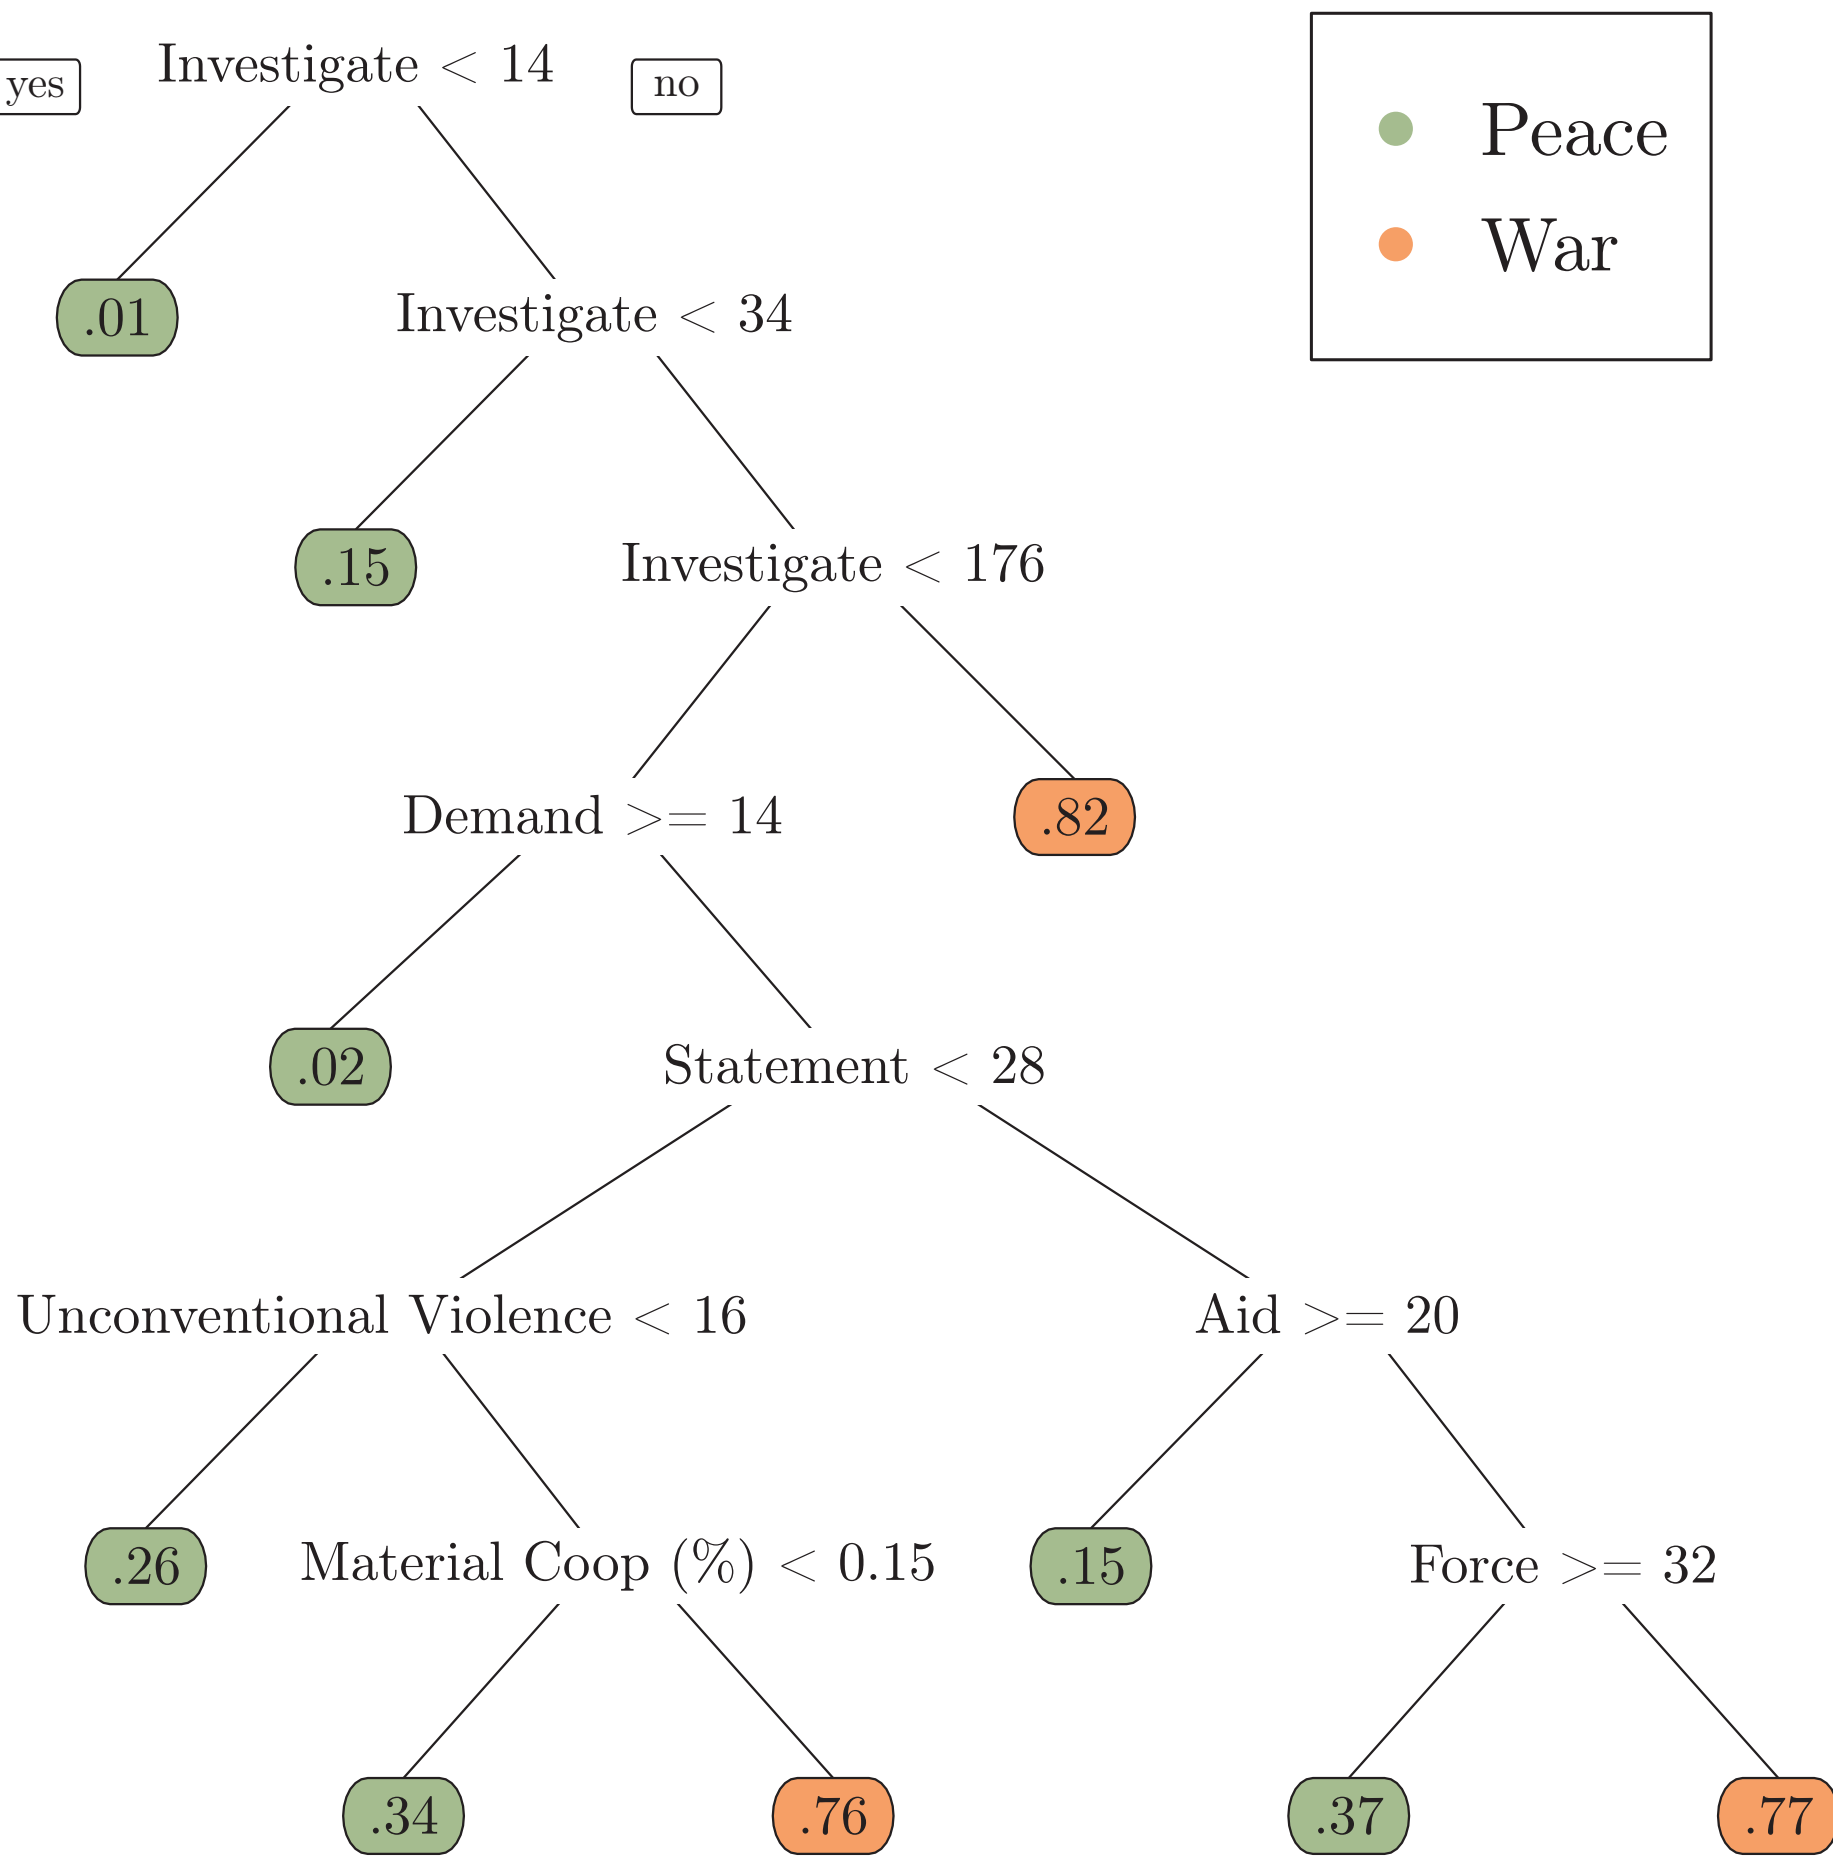 yes
Investigate < 14
no
Peace
War
.01
Investigate < 34
.15
Investigate < 176
Demand >= 14
.82
.02
Statement < 28
Unconventional Violence < 16
Aid >= 20
.26
Material Coop (%) < 0.15
.15
Force >= 32
.34
.76
.37
.77